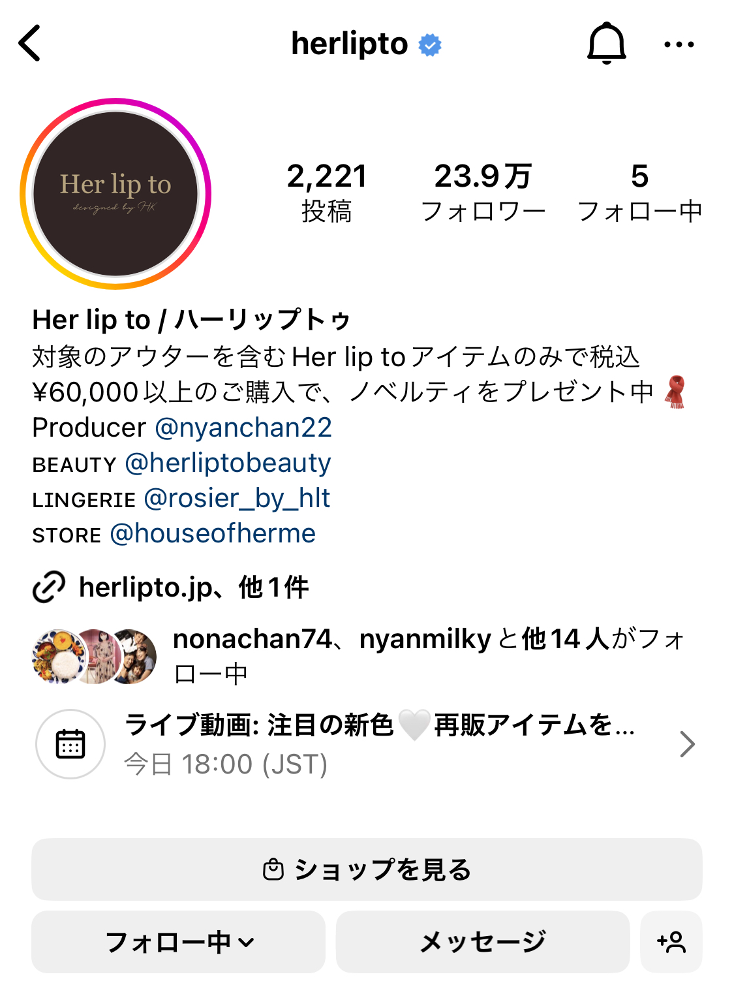 herlipto
Her lip to
designed by HK
2,221
投稿
23.9万
フォロワー
5
フォロー中
Her lip to / ハーリップトゥ
対象のアウターを含むHer lip toアイテムのみで税込
¥60,000以上のご購入で、ノベルティをプレゼント中🧣
Producer @nyanchan22
ʙᴇᴀᴜᴛʏ @herliptobeauty
ʟɪɴɢᴇʀɪᴇ @rosier_by_hlt
ꜱᴛᴏʀᴇ @houseofherme
herlipto.jp、他1件
nonachan74、nyanmilkyと他14人がフォ
ロー中
ライブ動画: 注目の新色🤍再販アイテムを...
今日 18:00 (JST)
ショップを見る
フォロー中
メッセージ